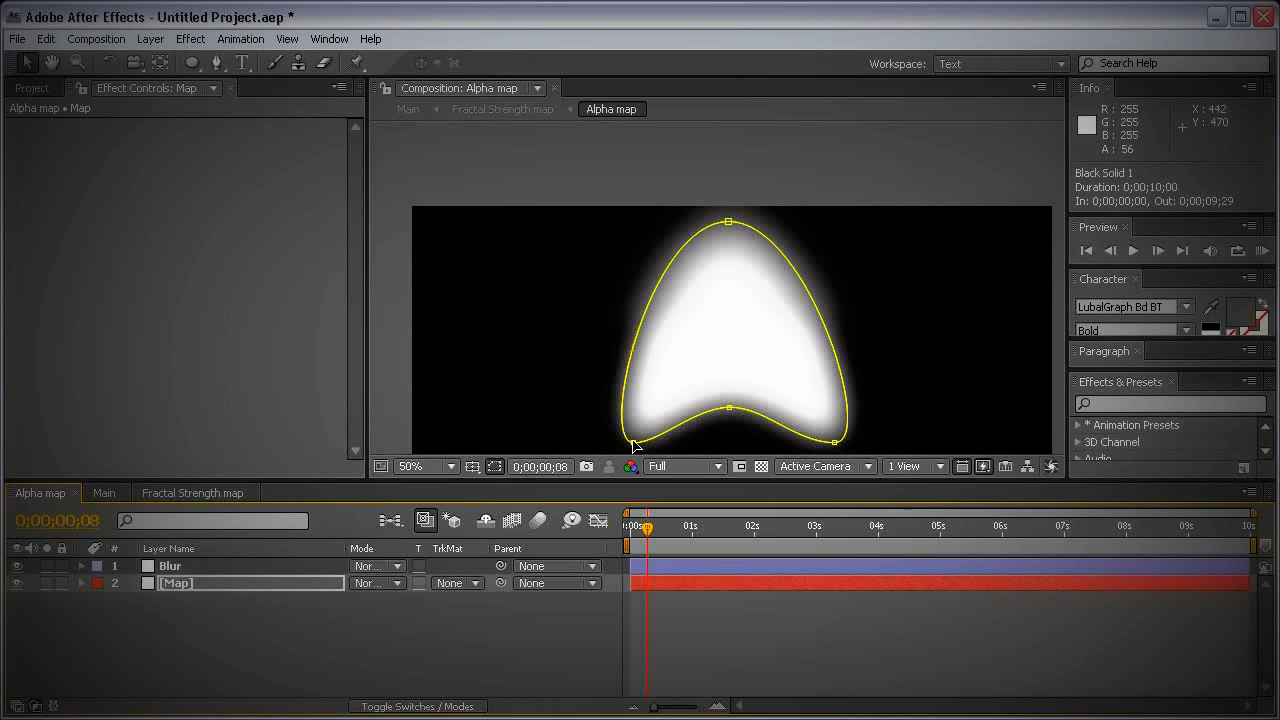 Adobe After Effects - Untitled Project.aep *
File Edit Composition Layer Effect Animation View Window Help
Workspace: Text Search Help
Project Effect Controls: Map Composition: Alpha map Info
Alpha map • Map
Main Fractal Strength map Alpha map
R : 255 X : 442
G : 255 Y : 470
B : 255
A : 56
Black Solid 1
Duration: 0;00;10;00
In: 0;00;00;00, Out: 0;00;09;29
Preview
Character
LubalGraph Bd BT
Bold
Paragraph
Effects & Presets
* Animation Presets
3D Channel
Audio
50% 0;00;00;08 Full Active Camera 1 View
Alpha map Main Fractal Strength map
0;00;00;08
01s 02s 03s 04s 05s 06s 07s 08s 09s 10s
# Layer Name Mode T TrkMat Parent
1 Blur Nor... None
2 [Map] Nor... None None
Toggle Switches / Modes